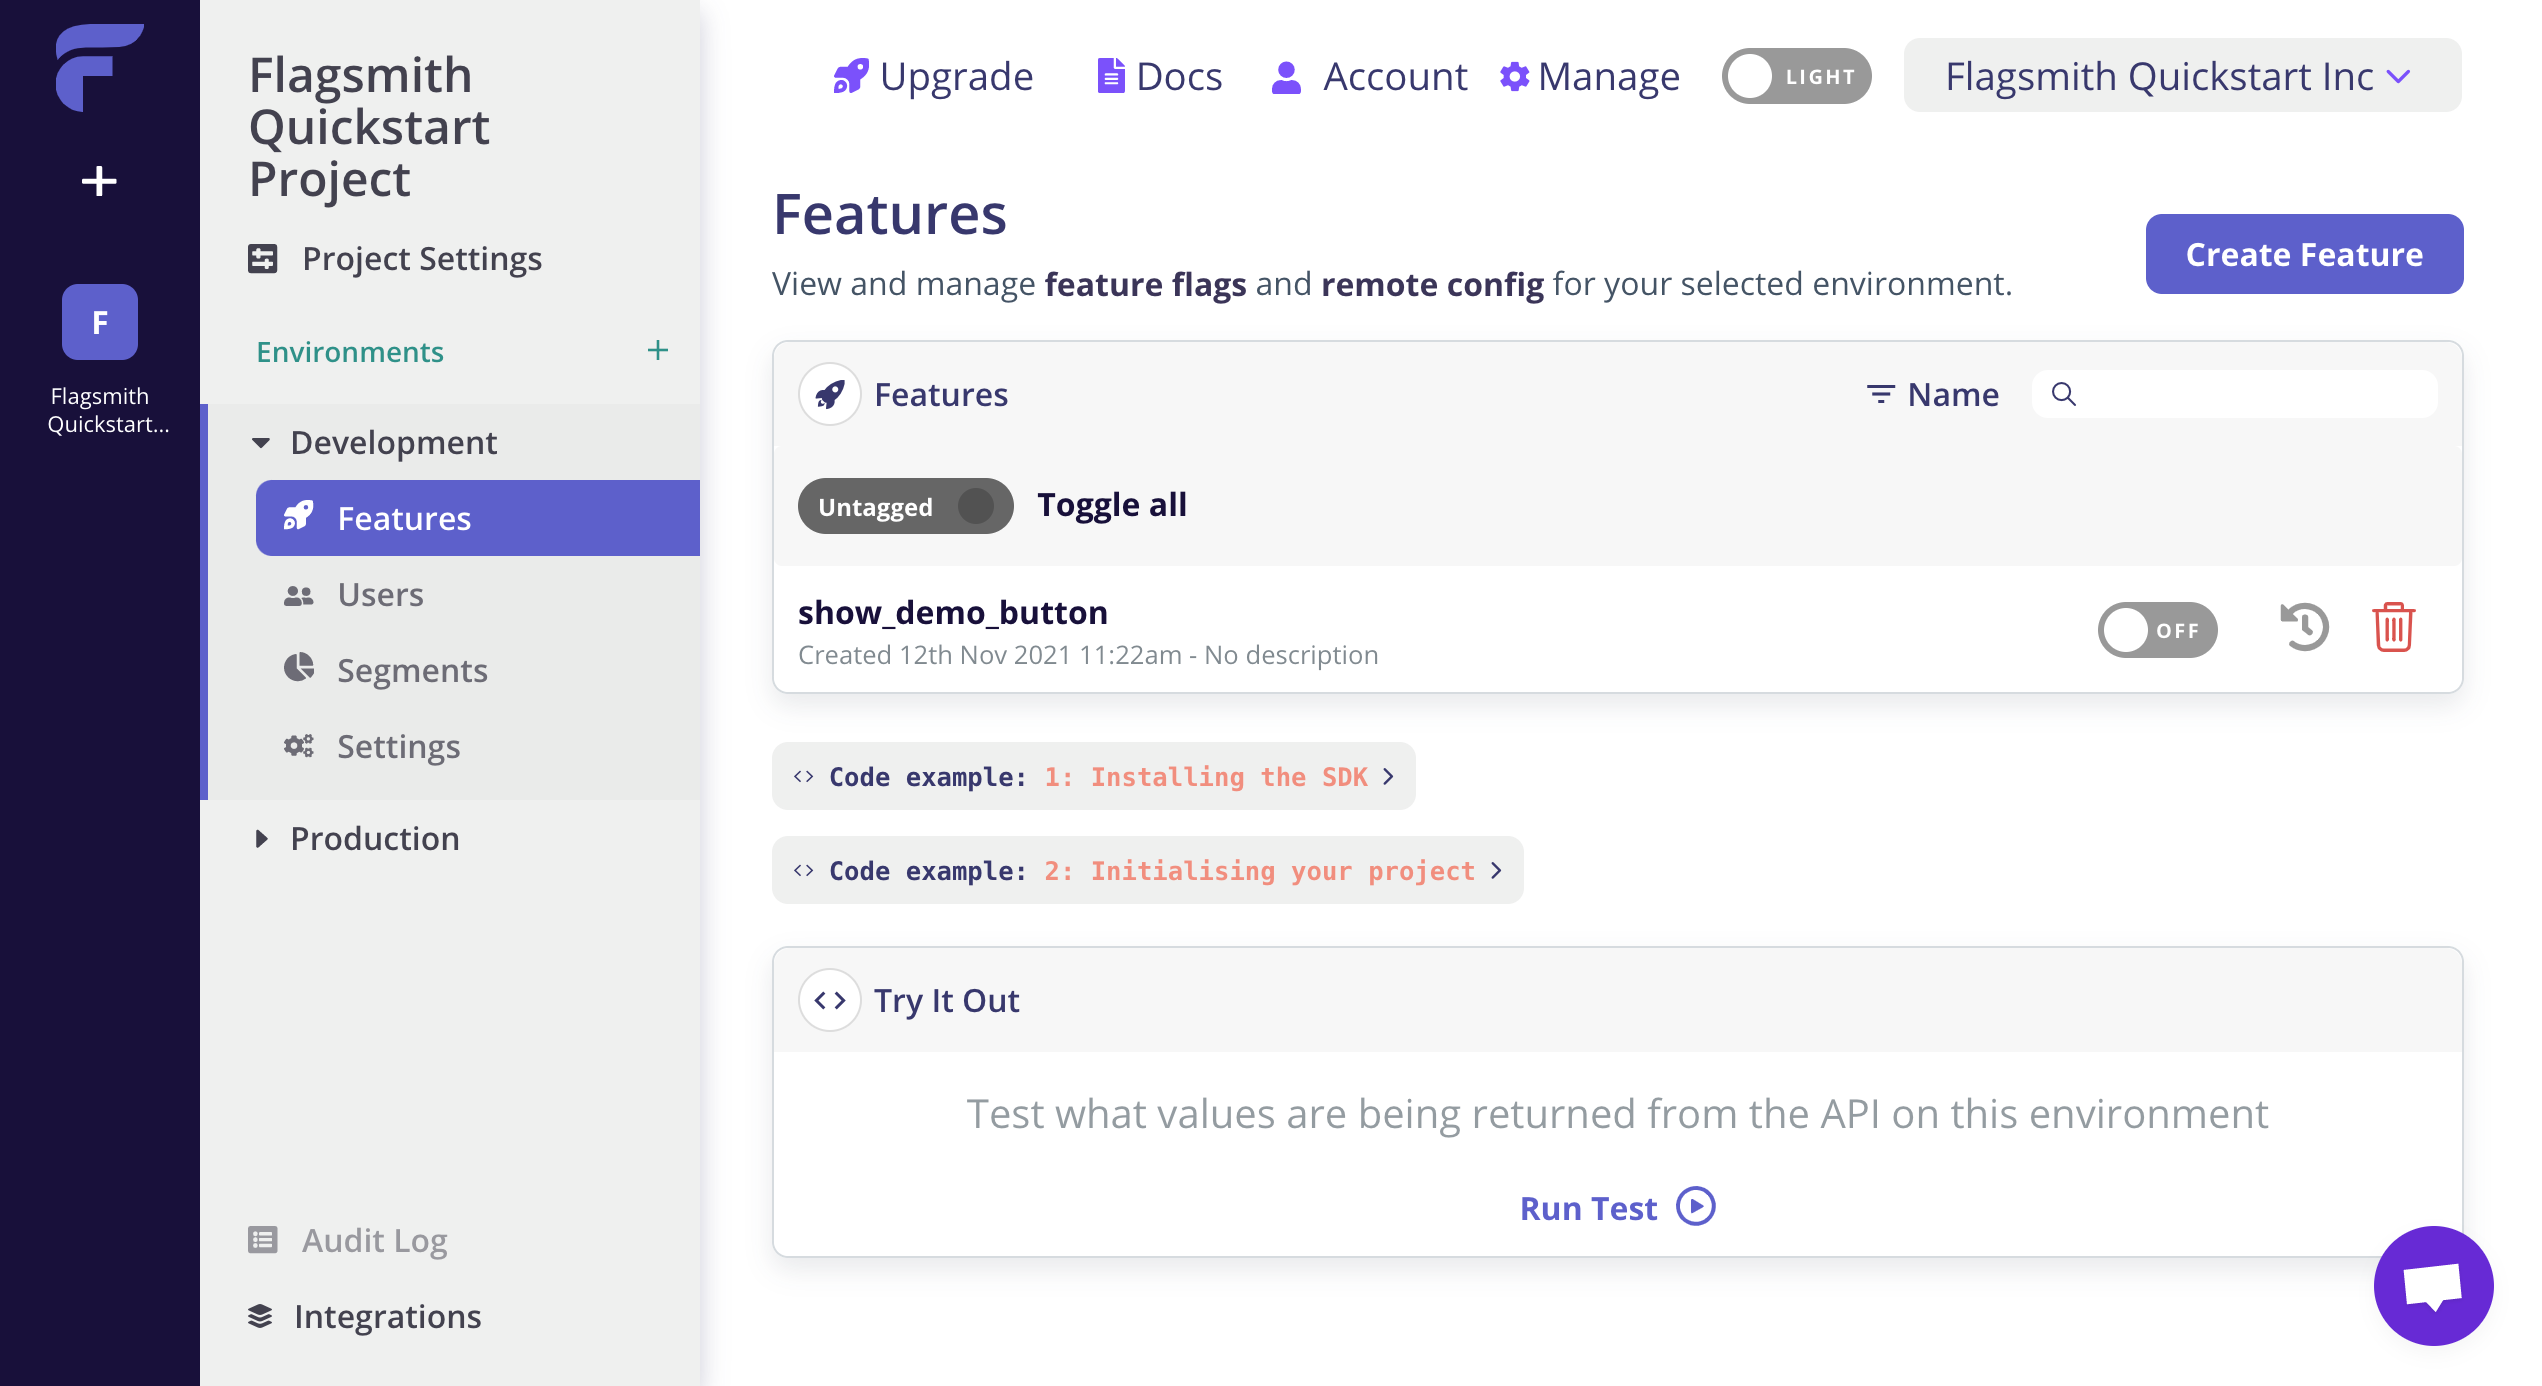 Flagsmith
Quickstart...
Flagsmith
Quickstart
Project
Project Settings
Environments
Development
Features
Users
Segments
Settings
Production
Audit Log
Integrations
Upgrade
Docs
Account
Manage
LIGHT
Flagsmith Quickstart Inc
Features
View and manage feature flags and remote config for your selected environment.
Create Feature
Features
Name
Untagged
Toggle all
show_demo_button
Created 12th Nov 2021 11:22am - No description
OFF
<> Code example: 1: Installing the SDK
<> Code example: 2: Initialising your project
<> Try It Out
Test what values are being returned from the API on this environment
Run Test
F